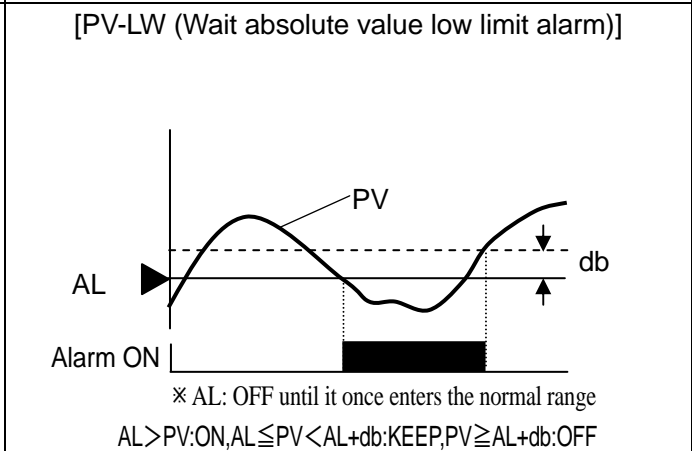 [PV-LW (Wait absolute value low limit alarm)]
PV
db
AL
Alarm ON
※ AL: OFF until it once enters the normal range
AL＞PV:ON,AL≦PV＜AL+db:KEEP,PV≧AL+db:OFF